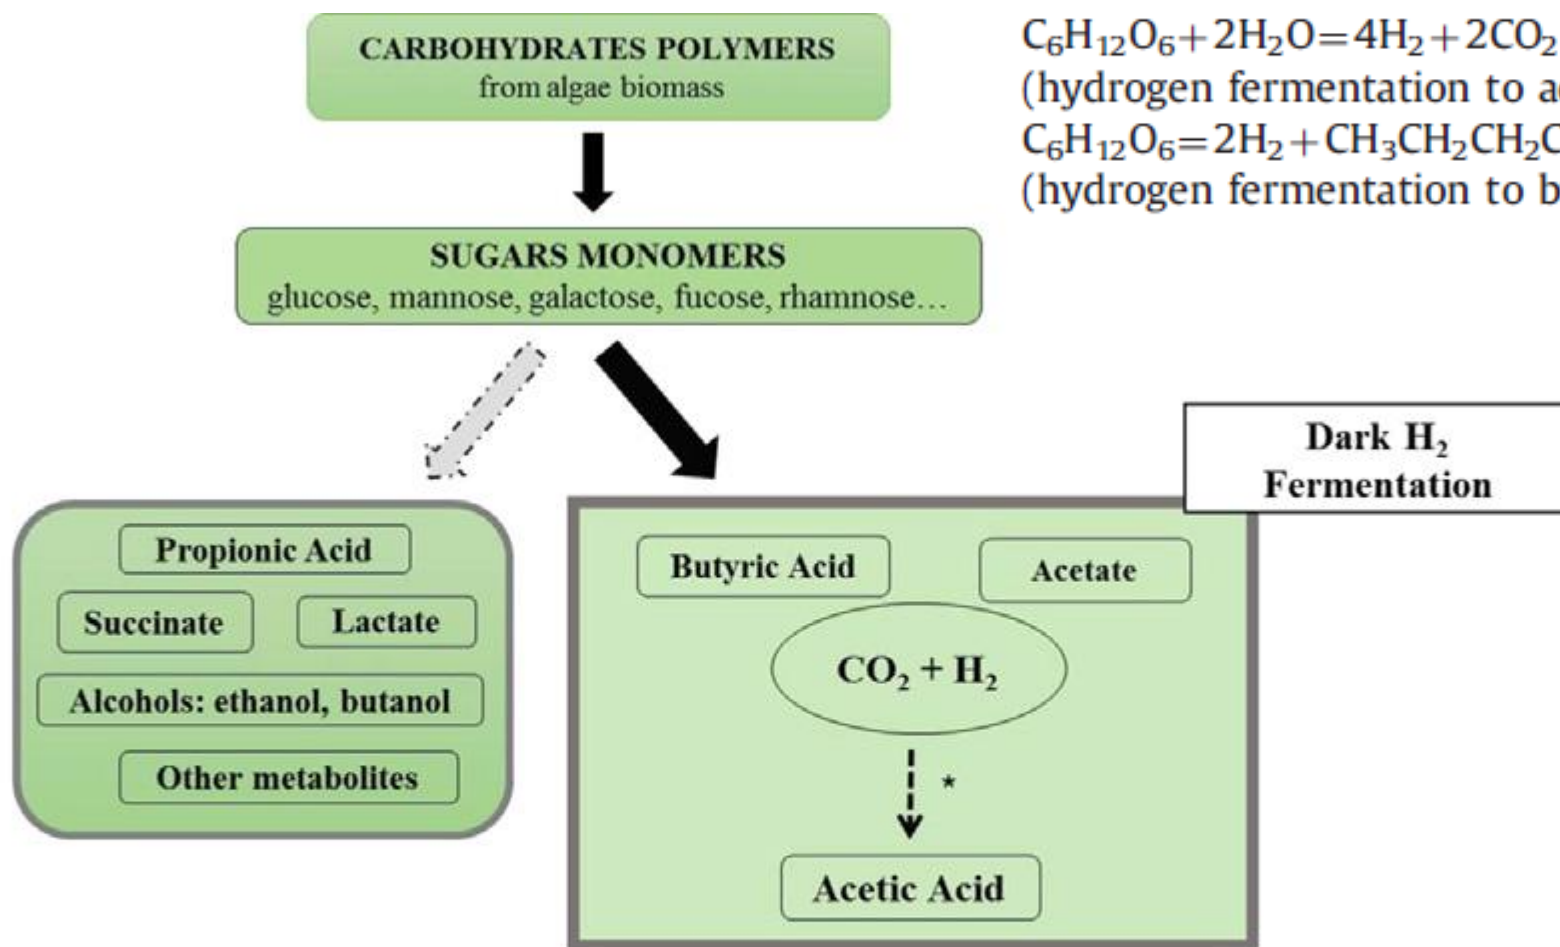 CARBOHYDRATES POLYMERS
from algae biomass
C₆H₁₂O₆+2H₂O=4H₂+2CO₂
(hydrogen fermentation to
C₆H₁₂O₆=2H₂+CH₃CH₂CH₂C
(hydrogen fermentation to
SUGARS MONOMERS
glucose, mannose, galactose, fucose, rhamnose…
Dark H₂
Fermentation
Propionic Acid
Succinate
Lactate
Alcohols: ethanol, butanol
Other metabolites
Butyric Acid
Acetate
CO₂ + H₂
*
Acetic Acid